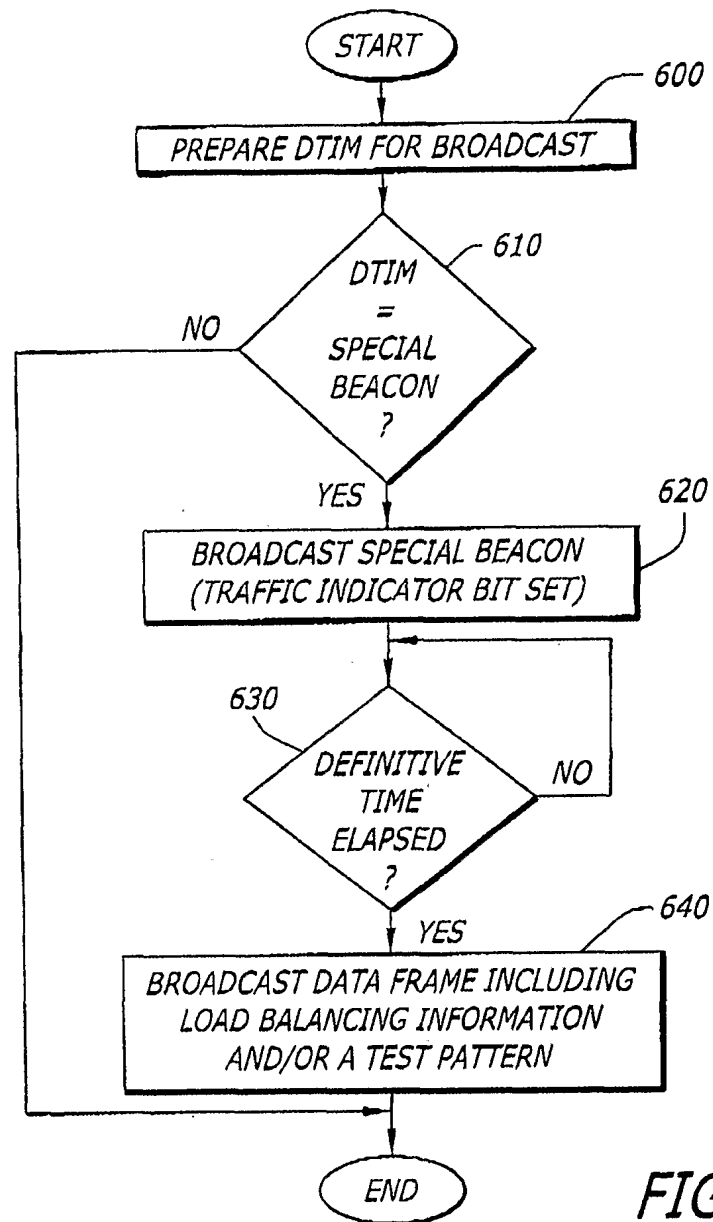 START
600
PREPARE DTIM FOR BROADCAST
610
DTIM
=
SPECIAL
BEACON
?
NO
YES
620
BROADCAST SPECIAL BEACON
(TRAFFIC INDICATOR BIT SET)
630
DEFINITIVE
TIME
ELAPSED
?
NO
YES
640
BROADCAST DATA FRAME INCLUDING
LOAD BALANCING INFORMATION
AND/OR A TEST PATTERN
END
FIG